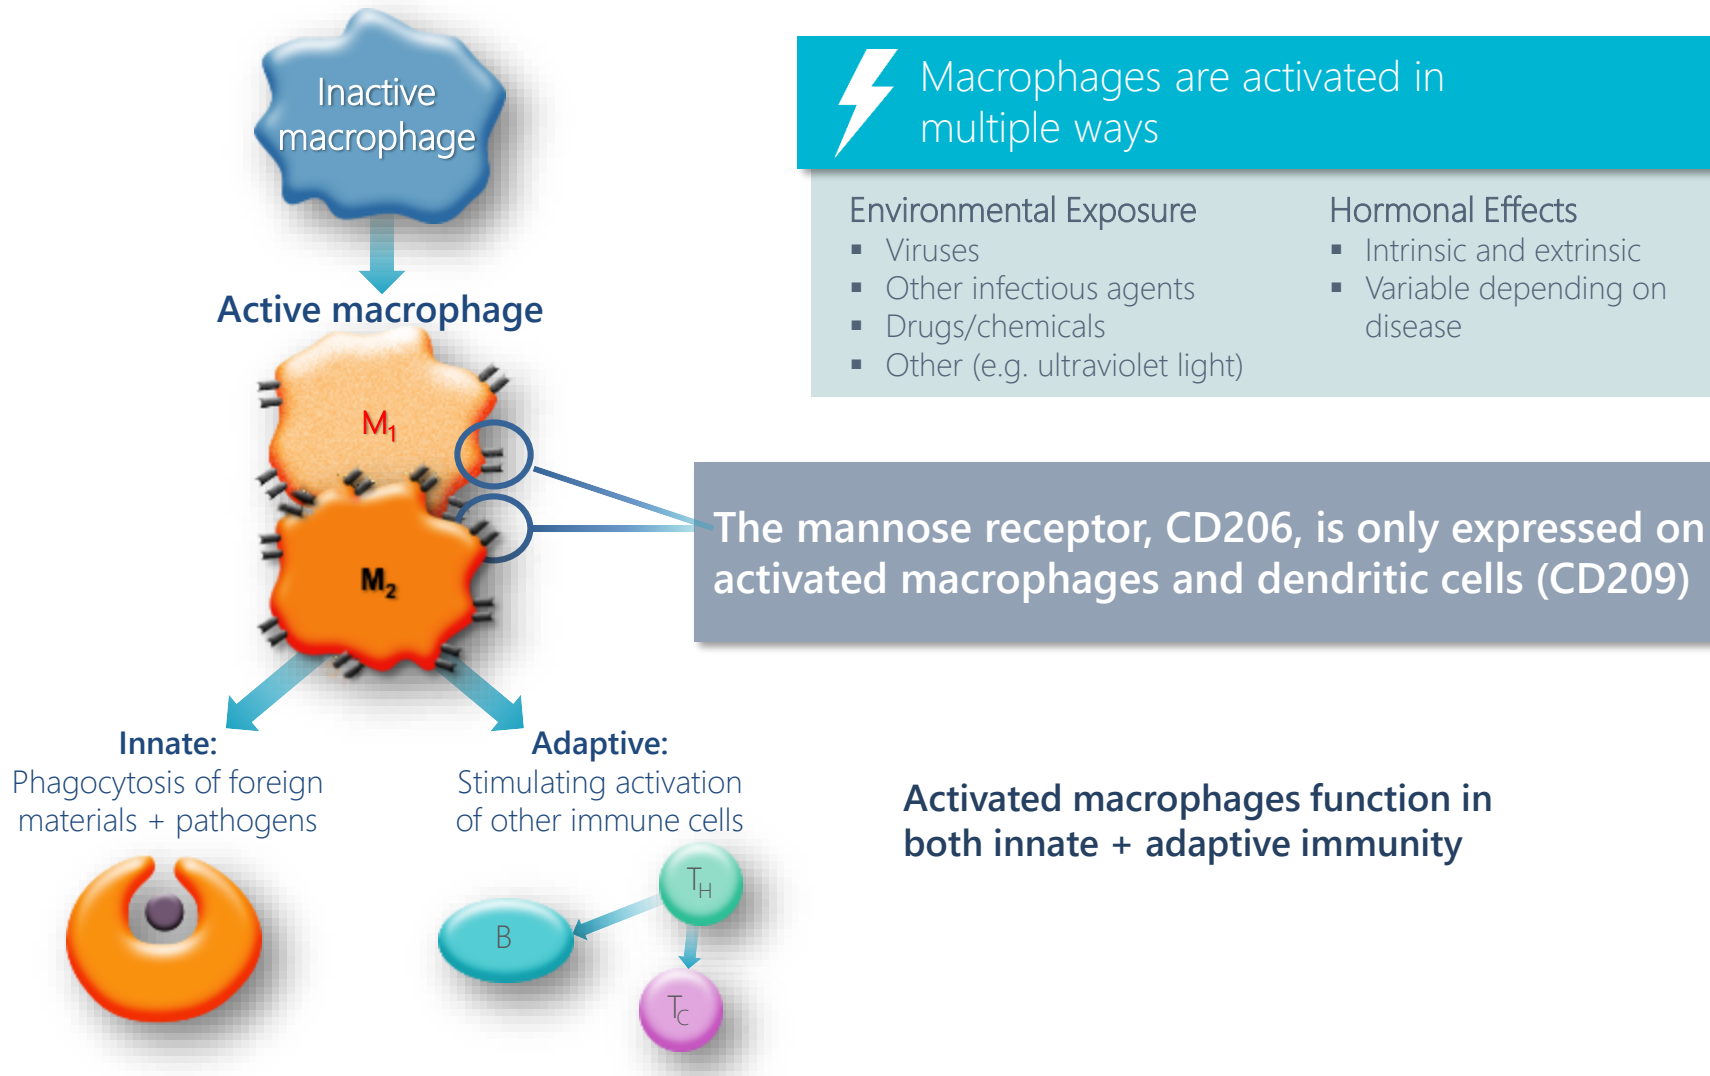 Inactive
macrophage
Active macrophage
M₁
M₂
Innate:
Phagocytosis of foreign
materials + pathogens
Adaptive:
Stimulating activation
of other immune cells
T_H
B
T_C
Macrophages are activated in
multiple ways
Environmental Exposure
▪ Viruses
▪ Other infectious agents
▪ Drugs/chemicals
▪ Other (e.g. ultraviolet light)
Hormonal Effects
▪ Intrinsic and extrinsic
▪ Variable depending on
disease
The mannose receptor, CD206, is only expressed on
activated macrophages and dendritic cells (CD209)
Activated macrophages function in
both innate + adaptive immunity